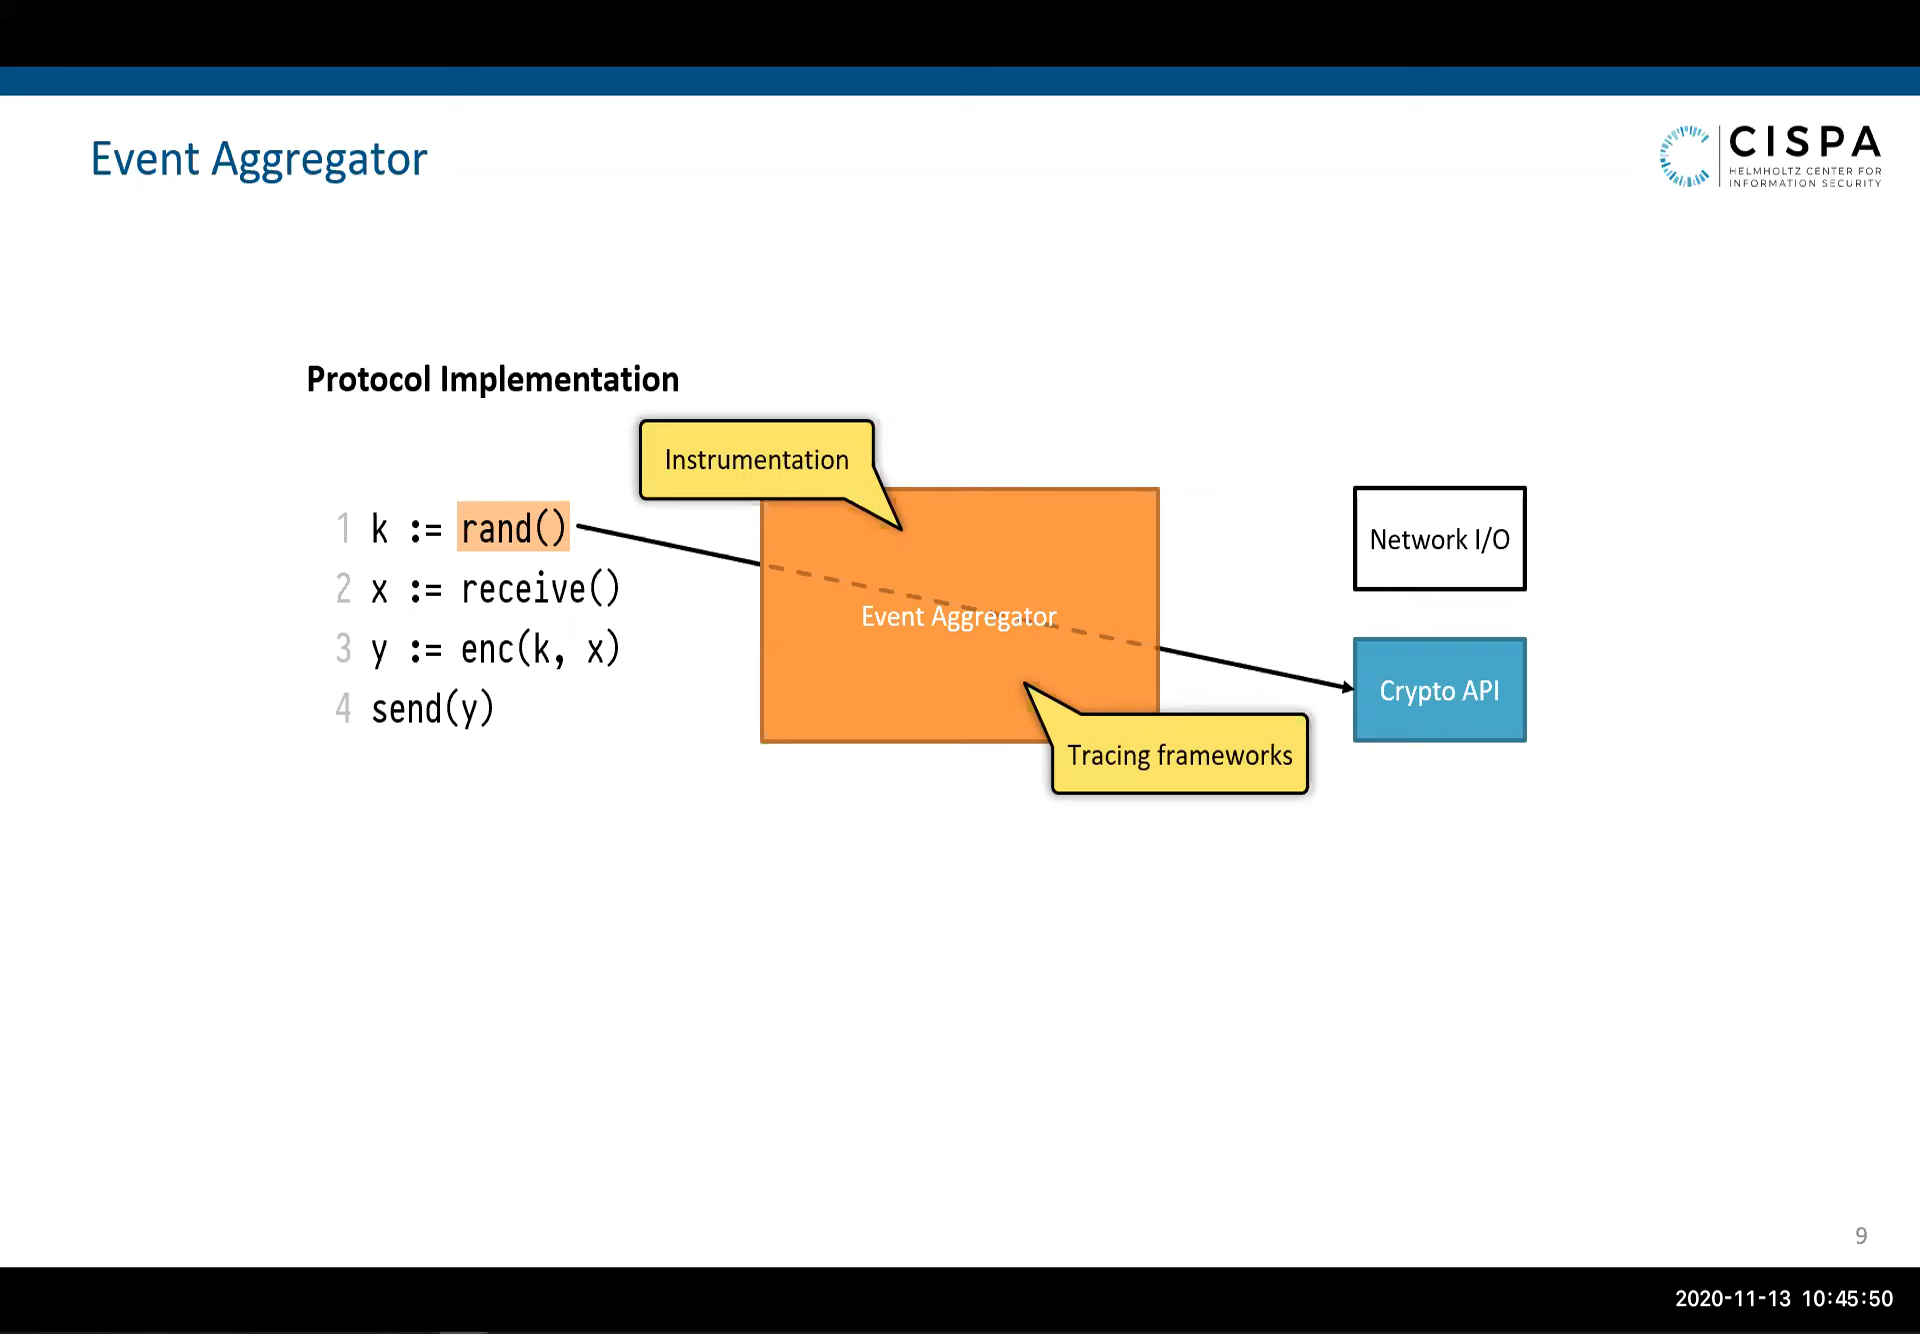 Event Aggregator
CISPA
HELMHOLTZ CENTER FOR
INFORMATION SECURITY
Protocol Implementation
Instrumentation
1 k := rand()
2 x := receive()
3 y := enc(k, x)
4 send(y)
Event Aggregator
Tracing frameworks
Network I/O
Crypto API
9
2020-11-13 10:45:50